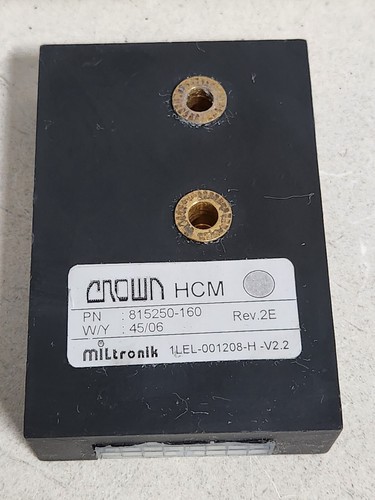 CROWN HCM
PN : 815250-160 Rev.2E
W/Y : 45/06
miltronik 1LEL-001208-H -V2.2